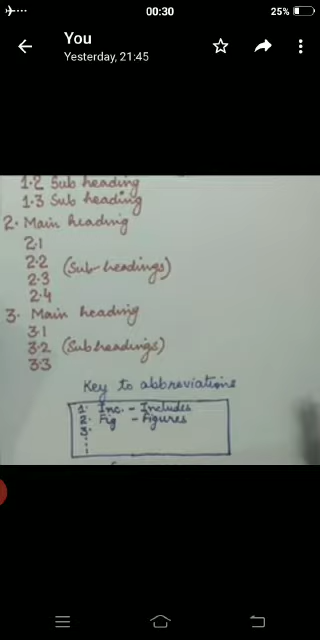 00:30
25%
You
Yesterday, 21:45
1.2 Sub heading
1.3 Sub heading
2. Main heading
2.1
2.2 (Sub-headings)
2.3
2.4
3. Main heading
3.1
3.2 (Subheadings)
3.3
Key to abbreviations
1. Inc. - Includes
2. Fig - Figures
3.